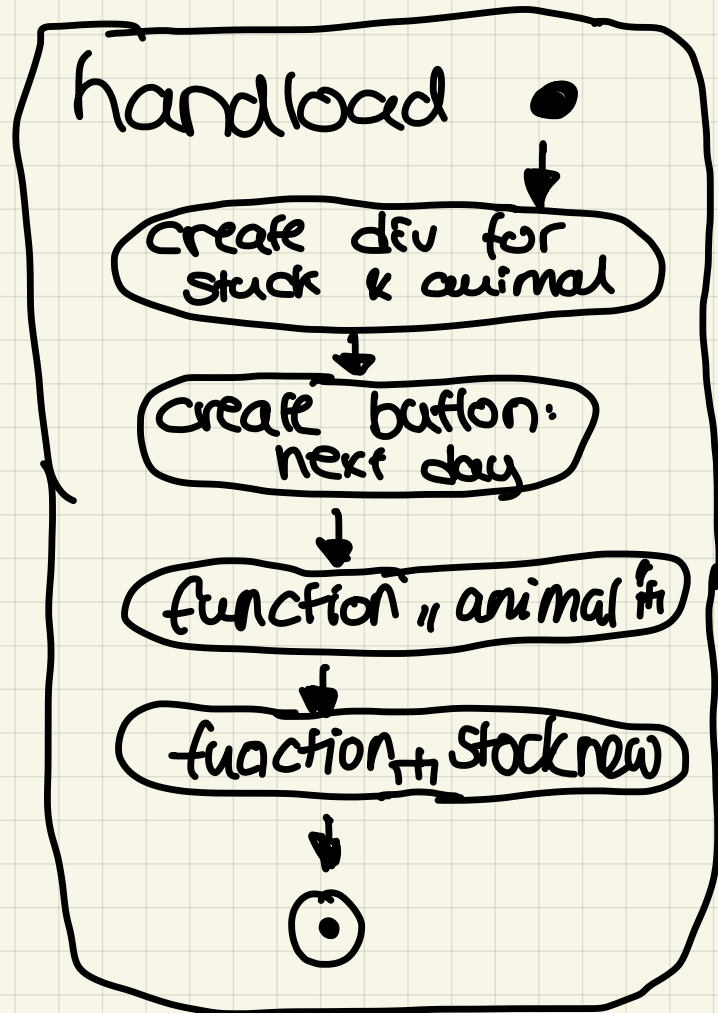 handload
create div for
stuck & animal
create button:
next day
function „ animal
function stocknew